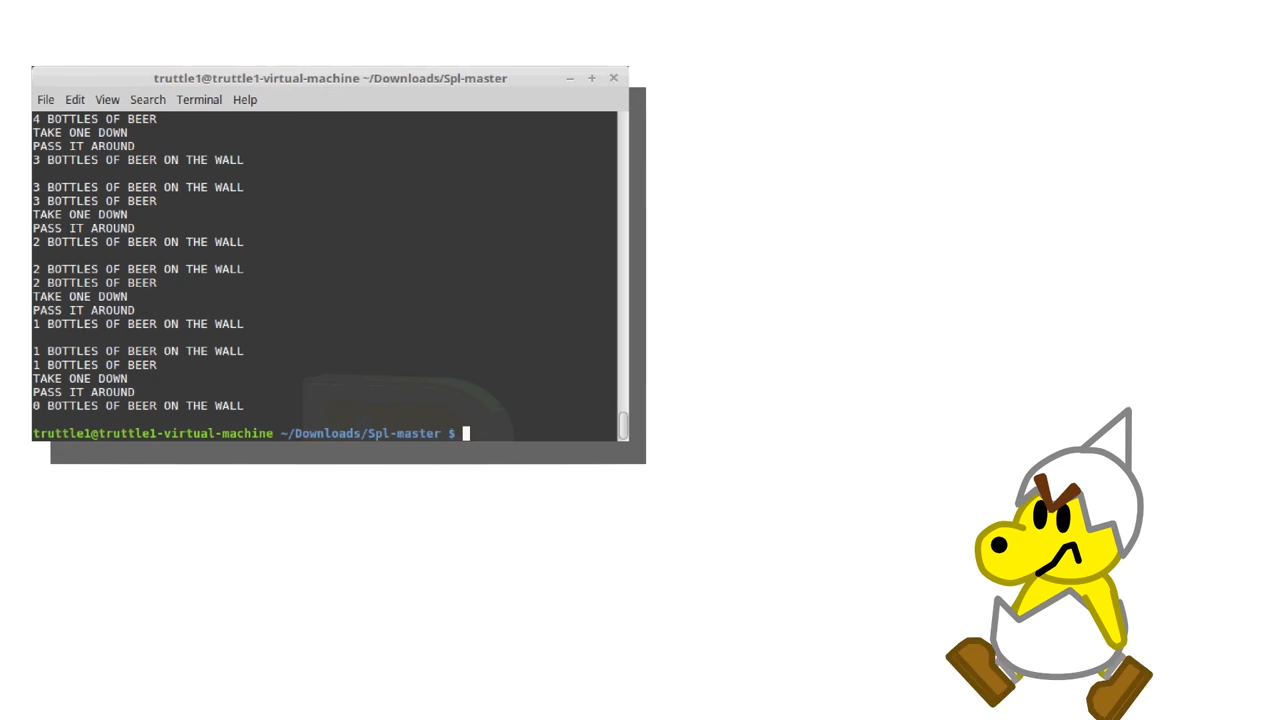 truttle1@truttle1-virtual-machine ~/Downloads/Spl-master
File Edit View Search Terminal Help
4 BOTTLES OF BEER
TAKE ONE DOWN
PASS IT AROUND
3 BOTTLES OF BEER ON THE WALL
3 BOTTLES OF BEER ON THE WALL
3 BOTTLES OF BEER
TAKE ONE DOWN
PASS IT AROUND
2 BOTTLES OF BEER ON THE WALL
2 BOTTLES OF BEER ON THE WALL
2 BOTTLES OF BEER
TAKE ONE DOWN
PASS IT AROUND
1 BOTTLES OF BEER ON THE WALL
1 BOTTLES OF BEER ON THE WALL
1 BOTTLES OF BEER
TAKE ONE DOWN
PASS IT AROUND
0 BOTTLES OF BEER ON THE WALL
truttle1@truttle1-virtual-machine ~/Downloads/Spl-master $